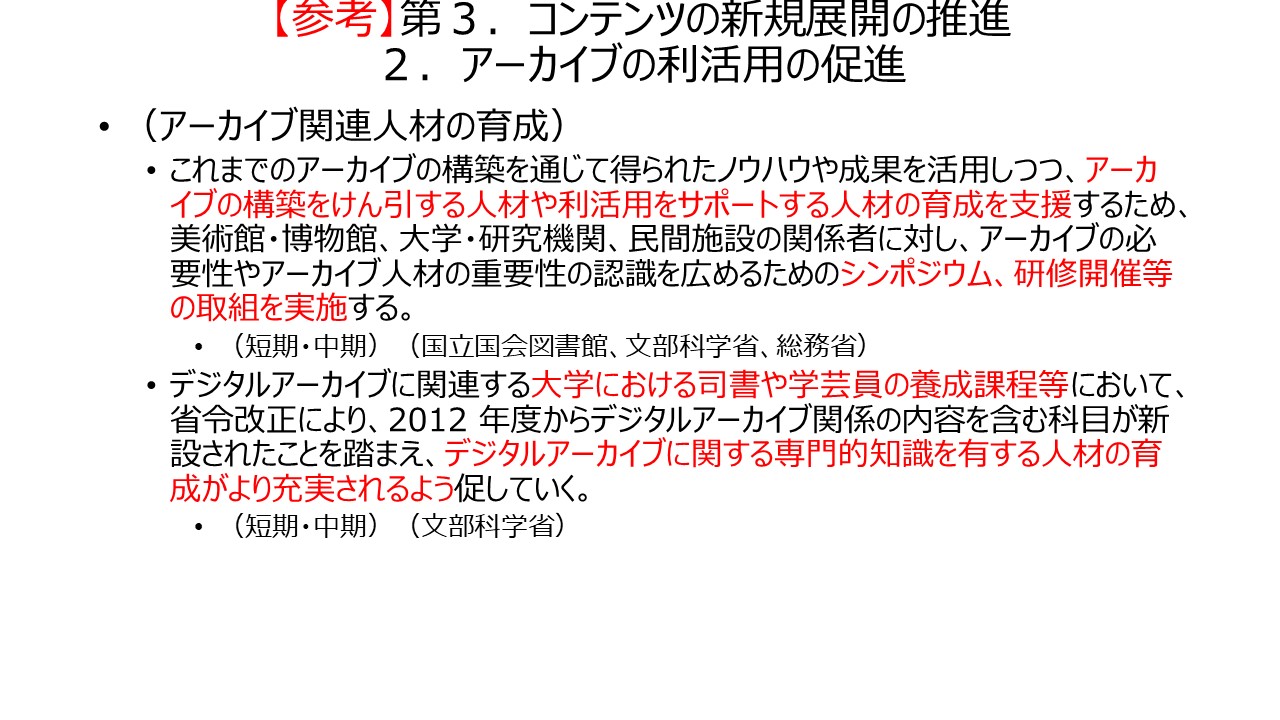 【参考】第３．コンテンツの新規展開の推進
２．アーカイブの利活用の促進
• （アーカイブ関連人材の育成）
• これまでのアーカイブの構築を通じて得られたノウハウや成果を活用しつつ、アーカ
イブの構築をけん引する人材や利活用をサポートする人材の育成を支援するため、
美術館・博物館、大学・研究機関、民間施設の関係者に対し、アーカイブの必
要性やアーカイブ人材の重要性の認識を広めるためのシンポジウム、研修開催等
の取組を実施する。
• （短期・中期）（国立国会図書館、文部科学省、総務省）
• デジタルアーカイブに関連する大学における司書や学芸員の養成課程等において、
省令改正により、2012 年度からデジタルアーカイブ関係の内容を含む科目が新
設されたことを踏まえ、デジタルアーカイブに関する専門的知識を有する人材の育
成がより充実されるよう促していく。
• （短期・中期）（文部科学省）